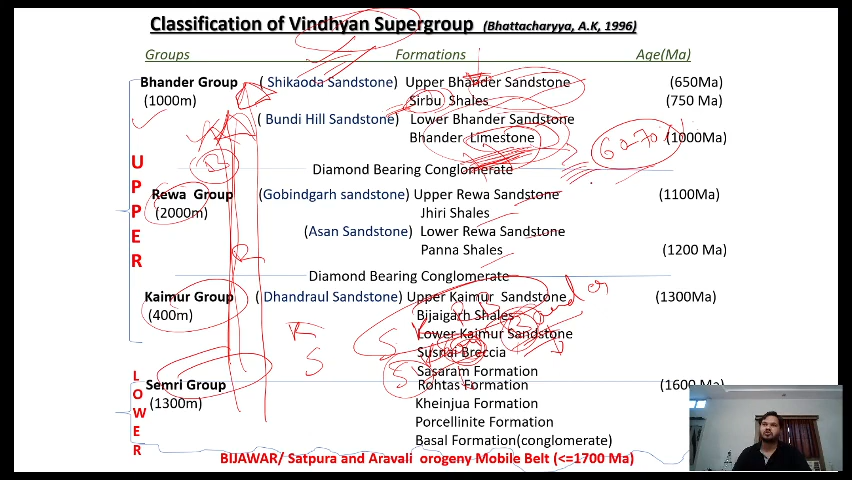 Classification of Vindhyan Supergroup (Bhattacharyya, A.K, 1996)
Groups Formations Age(Ma)
Bhander Group ( Shikaoda Sandstone) Upper Bhander Sandstone (650Ma)
(1000m) Sirbu Shales (750 Ma)
( Bundi Hill Sandstone) Lower Bhander Sandstone
Bhander Limestone (1000Ma)
60-70
Diamond Bearing Conglomerate
UPPER
Rewa Group (Gobindgarh sandstone) Upper Rewa Sandstone (1100Ma)
(2000m) Jhiri Shales
(Asan Sandstone) Lower Rewa Sandstone
Panna Shales (1200 Ma)
R
Diamond Bearing Conglomerate
Kaimur Group ( Dhandraul Sandstone) Upper Kaimur Sandstone (1300Ma)
(400m) Bijaigarh Shales
Lower Kaimur Sandstone
Susnai Breccia
K
S
S K R B
Sasaram Formation
LOWER
Semri Group Rohtas Formation (1600 Ma)
(1300m) Kheinjua Formation
Porcellinite Formation
Basal Formation(conglomerate)
BIJAWAR/ Satpura and Aravali orogeny Mobile Belt (<=1700 Ma)